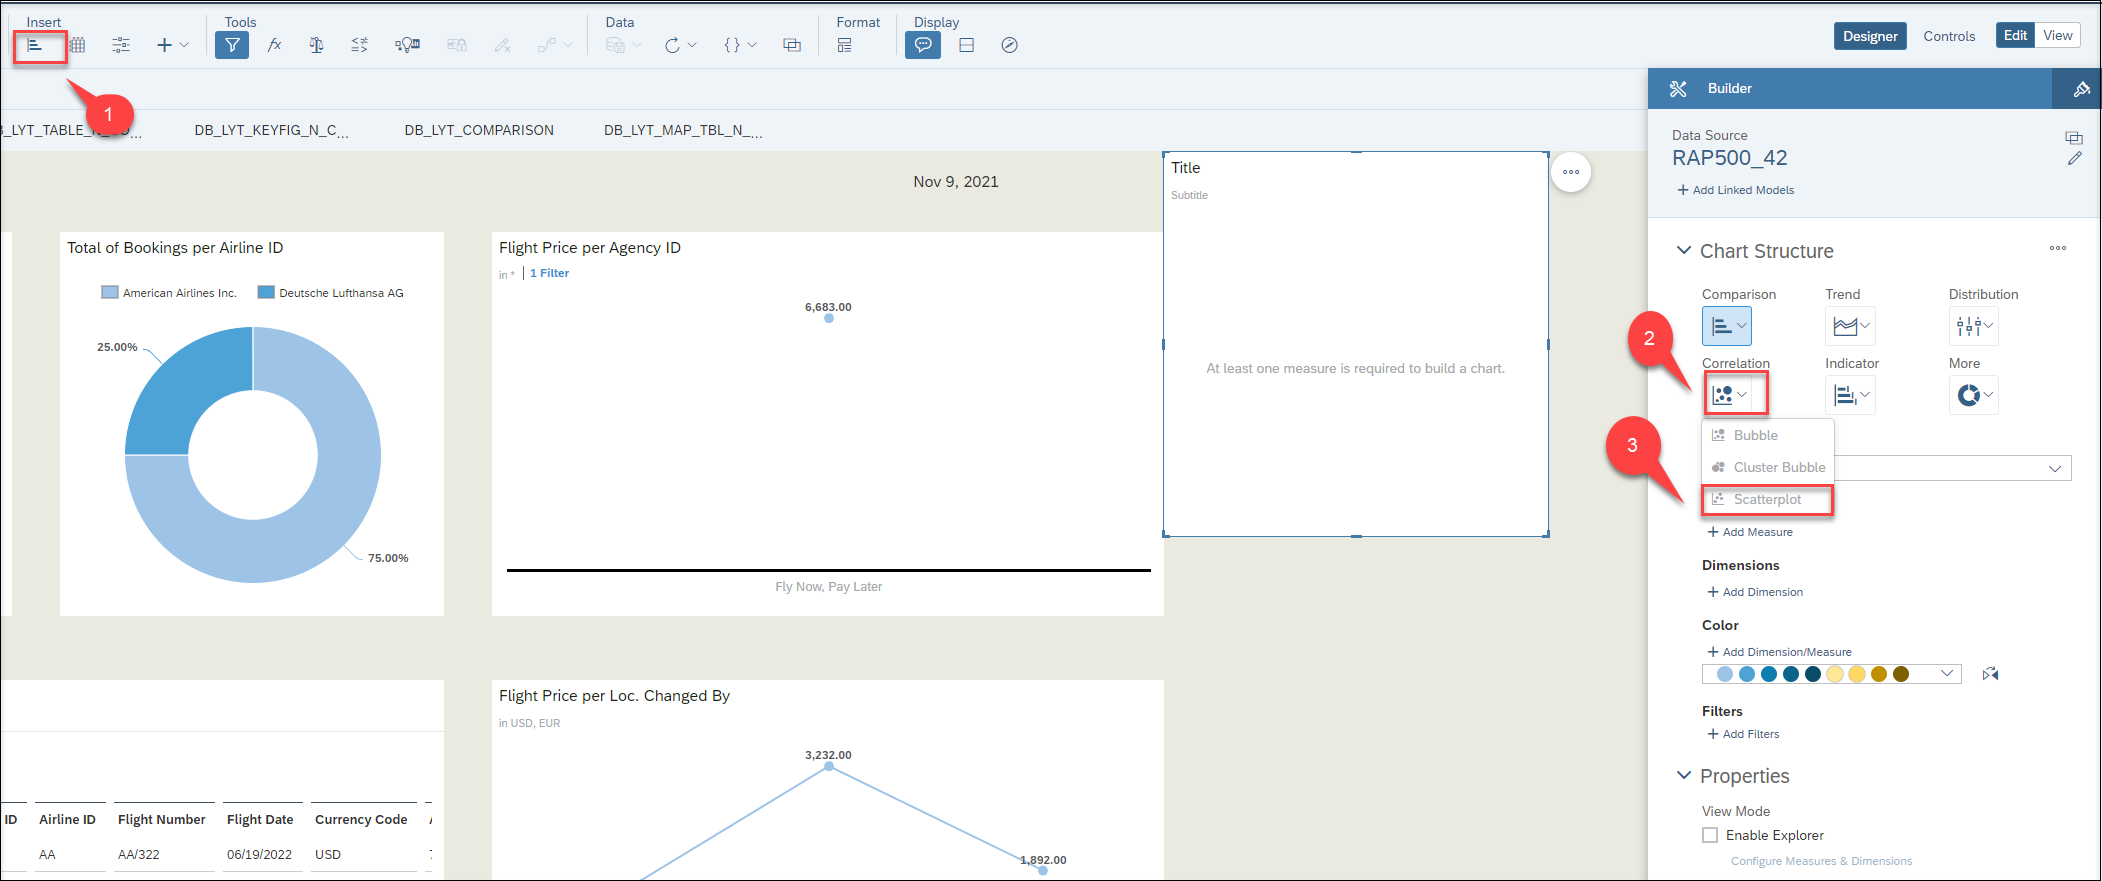 Insert
Tools
Data
Format
Display
fx
Designer
Controls
Edit
View
1
Builder
DB_LYT_KEYFIG_N_C...
DB_LYT_COMPARISON
DB_LYT_MAP_TBL_N_...
Data Source
RAP500_42
Add Linked Models
Nov 9, 2021
Title
Subtitle
At least one measure is required to build a chart.
Total of Bookings per Airline ID
American Airlines Inc.
Deutsche Lufthansa AG
25.00%
75.00%
Flight Price per Agency ID
in *
1 Filter
6,683.00
Fly Now, Pay Later
Chart Structure
Comparison
Trend
Distribution
2
Correlation
Indicator
More
Bubble
Cluster Bubble
3
Scatterplot
+ Add Measure
Dimensions
+ Add Dimension
Color
+ Add Dimension/Measure
Filters
+ Add Filters
Properties
View Mode
Enable Explorer
Configure Measures & Dimensions
Flight Price per Loc. Changed By
in USD, EUR
3,232.00
1,892.00
ID
Airline ID
Flight Number
Flight Date
Currency Code
AA
AA/322
06/19/2022
USD